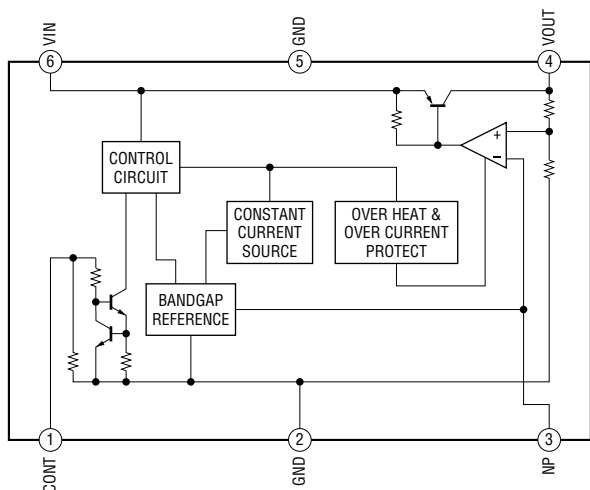 VIN
GND
VOUT
6
5
4
+
−
CONTROL
CIRCUIT
CONSTANT
CURRENT
SOURCE
OVER HEAT &
OVER CURRENT
PROTECT
BANDGAP
REFERENCE
1
2
3
CONT
GND
NP